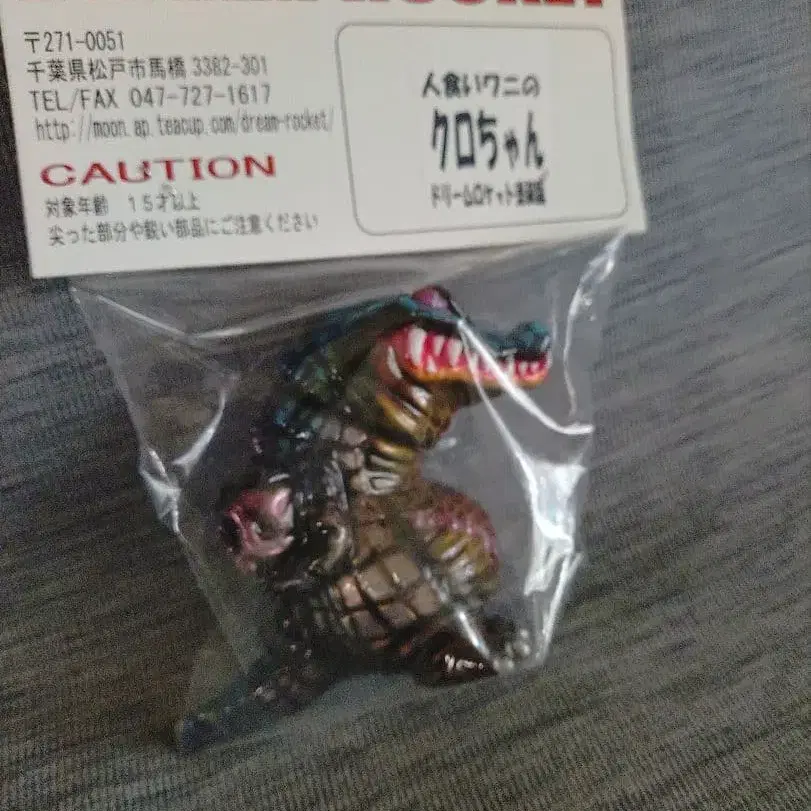 〒271-0051
千葉県松戸市馬橋 3382-301
TEL/FAX 047-727-1617
http://moon.ap.teacup.com/dream-rocket/
CAUTION
対象年齢 15才以上
尖った部分や鋭い部品にご注意ください
人食いワニの
クロちゃん
ドリームロケット